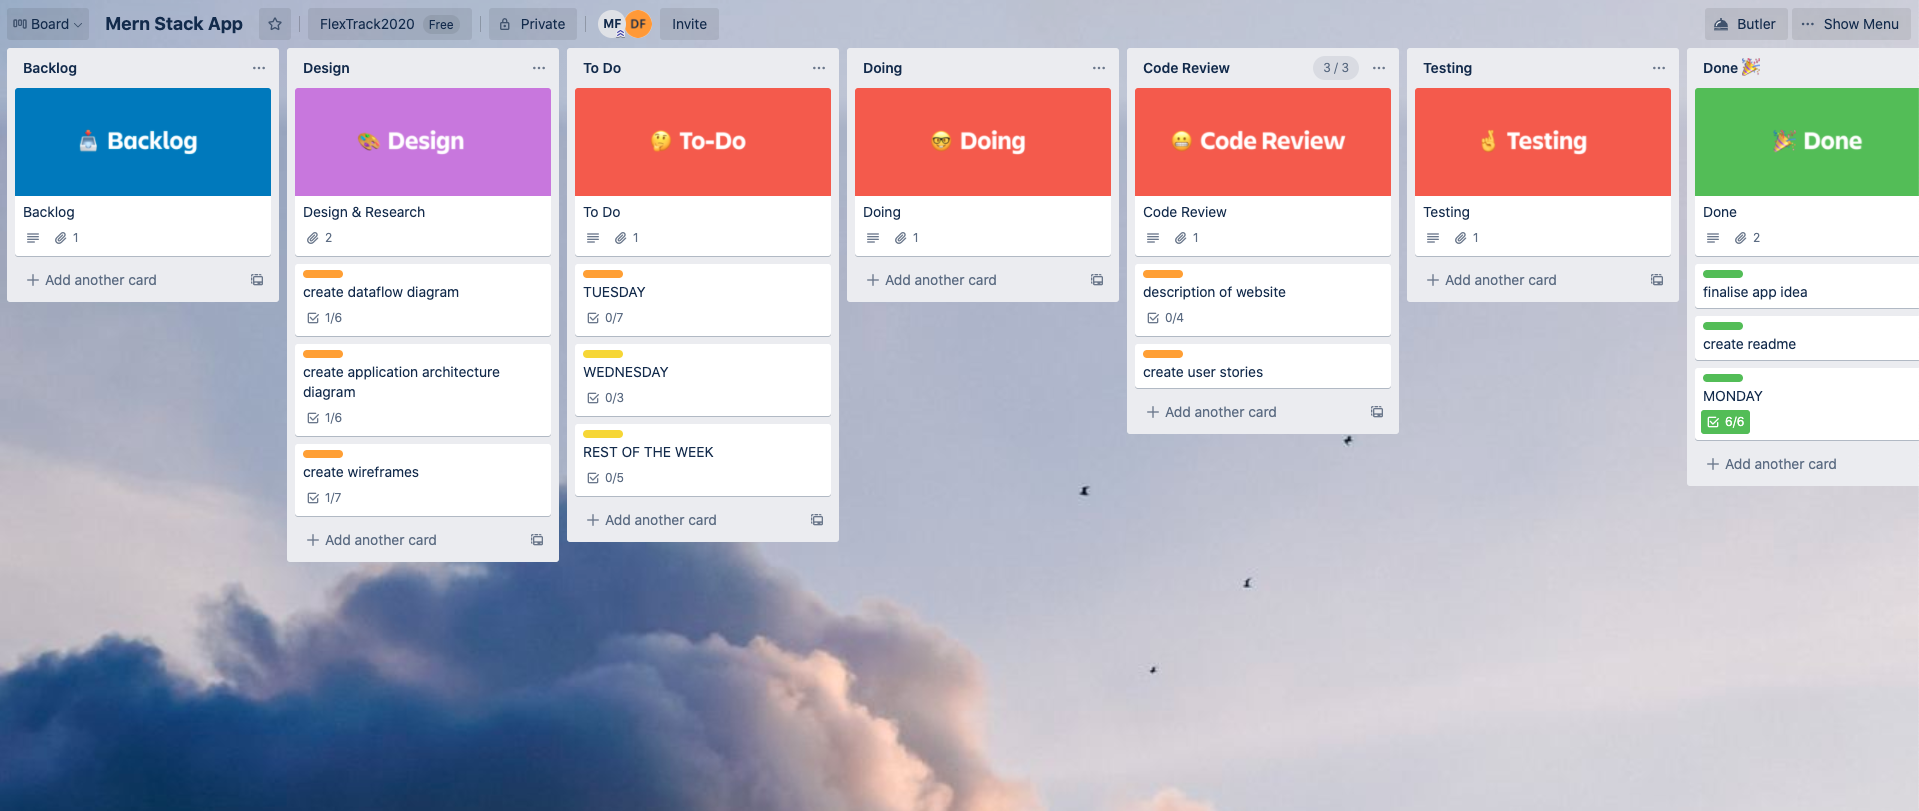 Board
Mern Stack App
FlexTrack2020 Free
Private
MF DF
Invite
Butler
Show Menu
Backlog
Backlog
Backlog
1
Add another card
Design
Design
Design & Research
2
create dataflow diagram
1/6
create application architecture
diagram
1/6
create wireframes
1/7
Add another card
To Do
To-Do
To Do
1
TUESDAY
0/7
WEDNESDAY
0/3
REST OF THE WEEK
0/5
Add another card
Doing
Doing
Doing
1
Add another card
Code Review 3 / 3
Code Review
Code Review
1
description of website
0/4
create user stories
Add another card
Testing
Testing
Testing
1
Add another card
Done
Done
Done
2
finalise app idea
create readme
MONDAY
6/6
Add another card